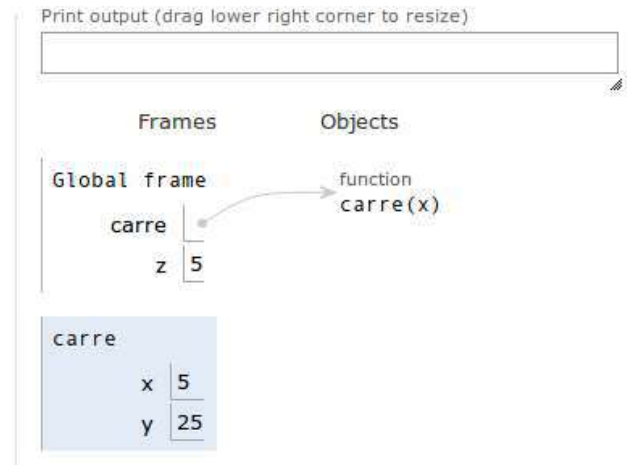 Print output (drag lower right corner to resize)
Frames Objects
Global frame
function
carre(x)
carre
z 5
carre
x 5
y 25